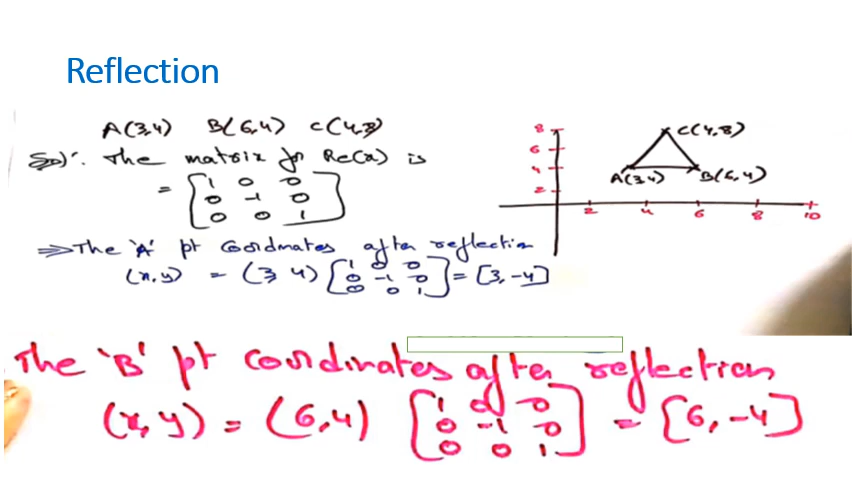 Reflection
A(3,4) B(6,4) C(4,8)
Sol: The matrix for Re(x) is
= [1 0 0
0 -1 0
0 0 1]
⇒ The 'A' pt Coordinates after reflection
(x,y) = (3, 4) [1 0 0
0 -1 0
0 0 1] = [3, -4]
8
6
4
2
2 4 6 8 10
C(4,8)
A(3,4) B(6,4)
The 'B' pt coordinates after reflection
(x,y) = (6,4) [1 0 0
0 -1 0
0 0 1] = [6, -4]